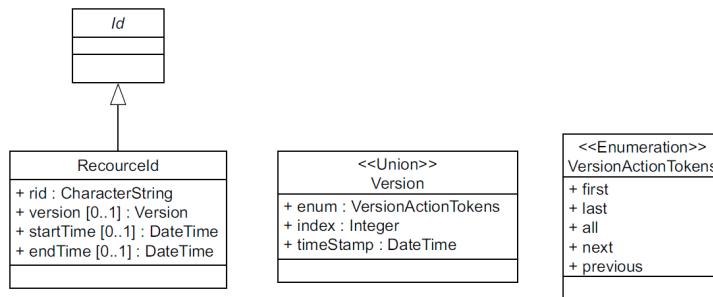 Id
RecourceId
+ rid : CharacterString
+ version [0..1] : Version
+ startTime [0..1] : DateTime
+ endTime [0..1] : DateTime
<<Union>>
Version
+ enum : VersionActionTokens
+ index : Integer
+ timeStamp : DateTime
<<Enumeration>>
VersionActionTokens
+ first
+ last
+ all
+ next
+ previous